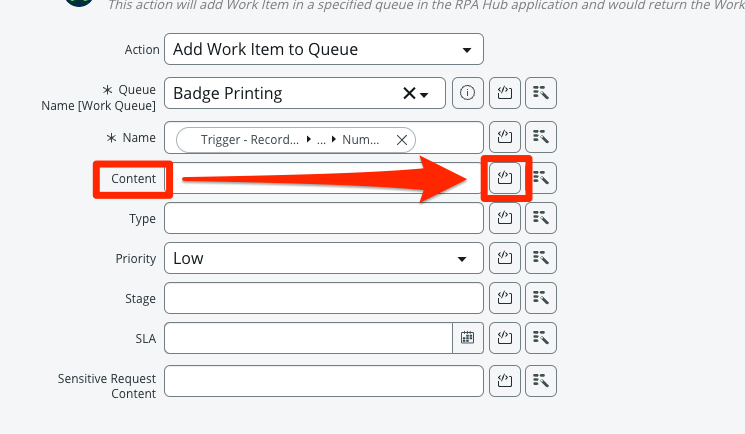 This action will add Work Item in a specified queue in the RPA Hub application and would return the Work
Action
Add Work Item to Queue
* Queue
Name [Work Queue]
Badge Printing
* Name
Trigger - Record... ▸ ... ▸ Num...
Content
Type
Priority
Low
Stage
SLA
Sensitive Request
Content